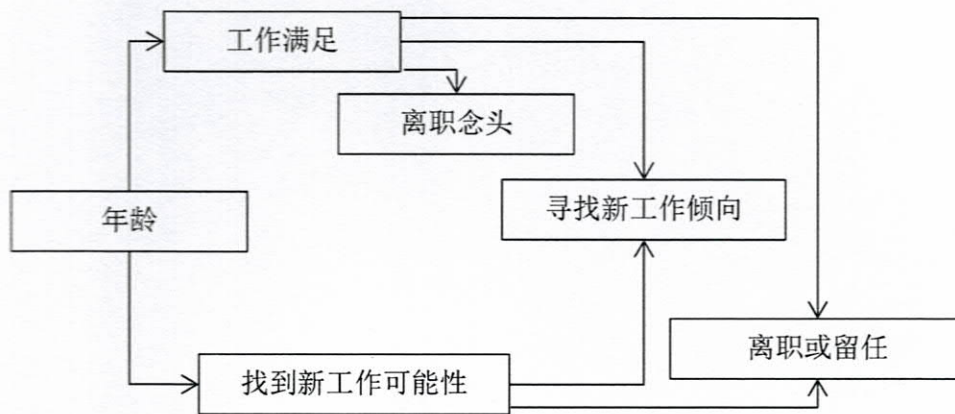 工作满足
离职念头
寻找新工作倾向
年龄
离职或留任
找到新工作可能性